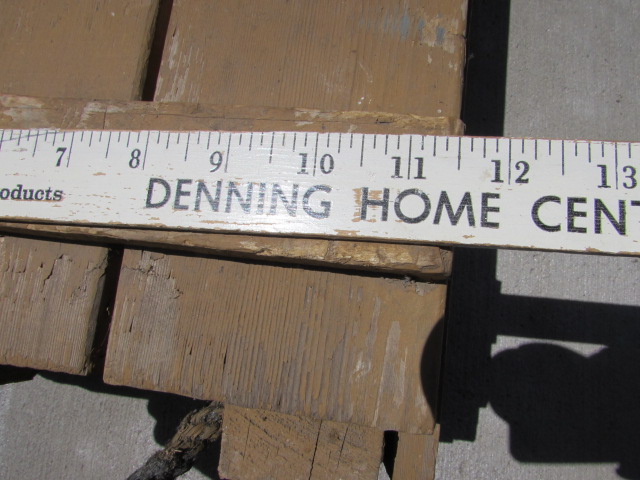 7 8 9 10 11 12 13
oducts DENNING HOME CENT